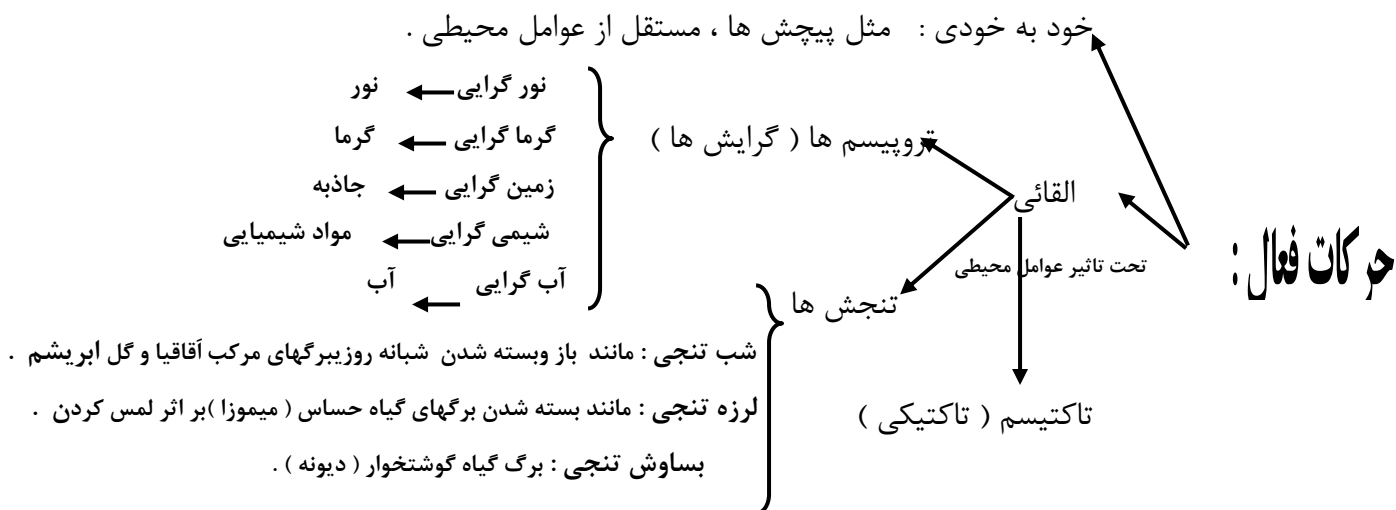 خود به خودی : مثل پیچش ها ، مستقل از عوامل محیطی .
نور گرایی نور
گرما گرایی گرما
تروپیسم ها ( گرایش ها )
زمین گرایی جاذبه
القائی
شیمی گرایی مواد شیمیایی
حرکات فعال :
تحت تاثیر عوامل محیطی
آب گرایی آب
تنجش ها
شب تنجی : مانند باز وبسته شدن شبانه روزیبرگهای مرکب آقاقیا و گل ابریشم .
لرزه تنجی : مانند بسته شدن برگهای گیاه حساس ( میموزا )بر اثر لمس کردن .
تاکتیسم ( تاکتیکی )
بساوش تنجی : برگ گیاه گوشتخوار ( دیونه ) .